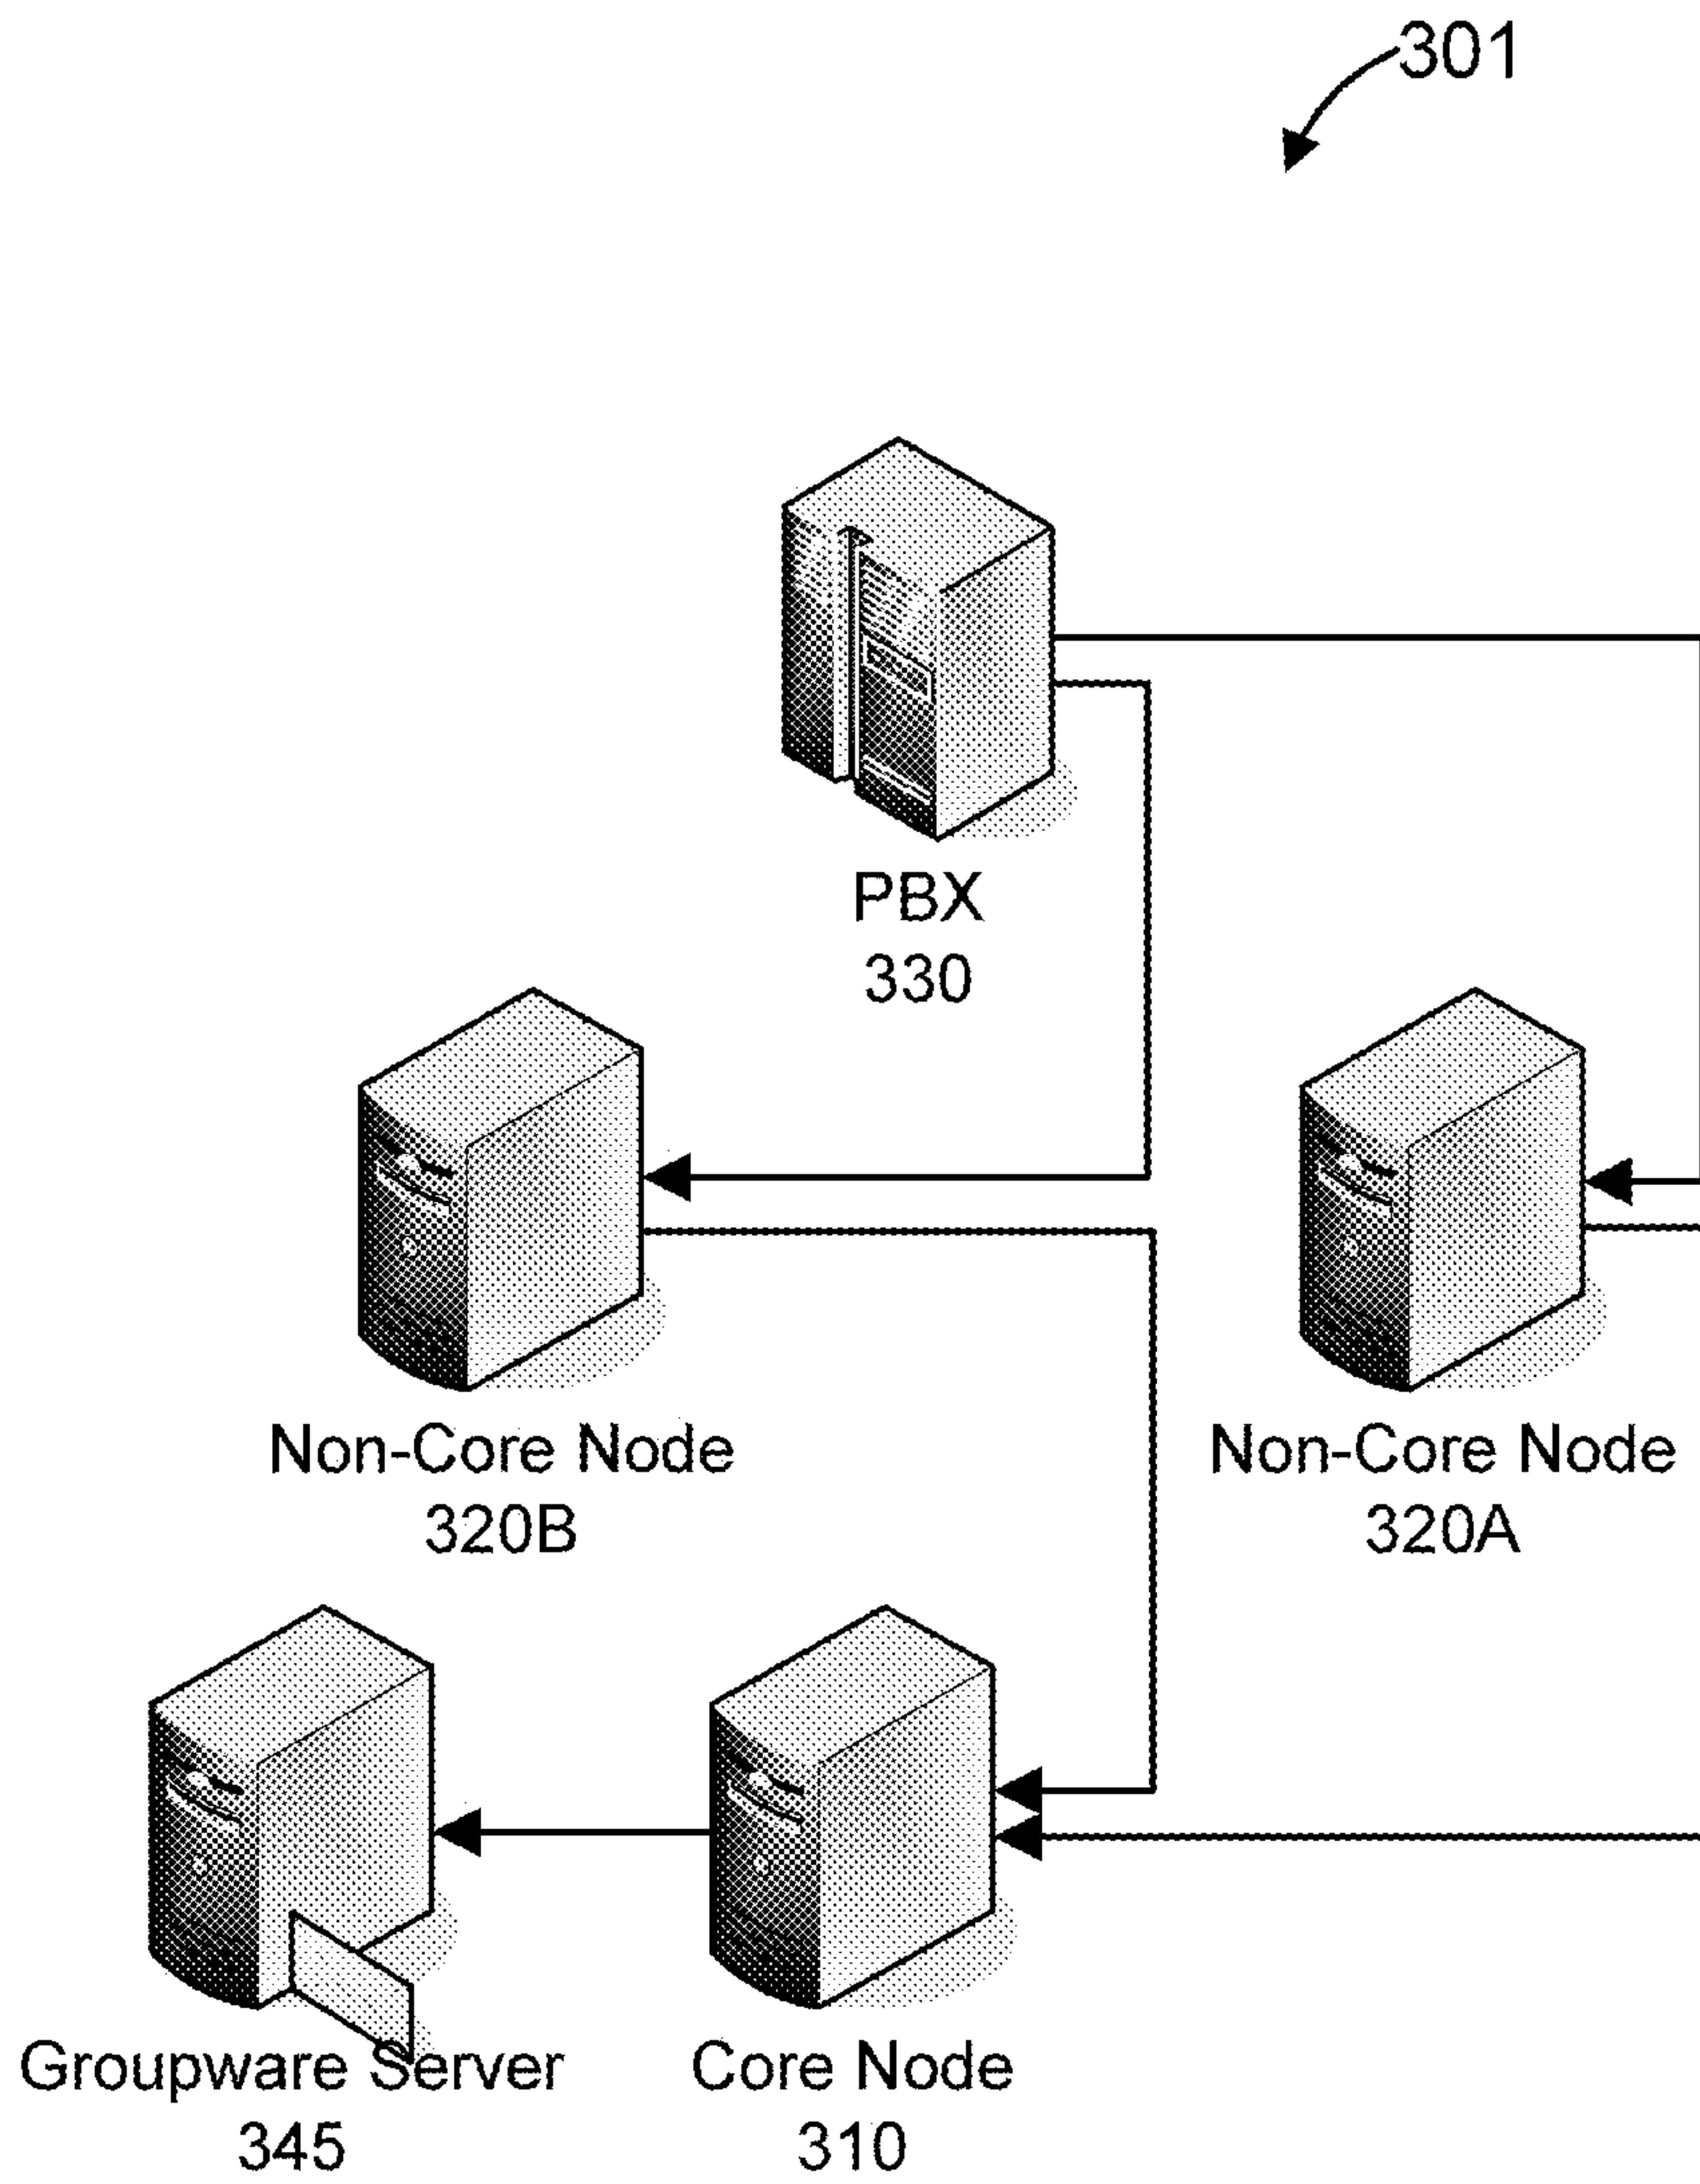 301
PBX
330
Non-Core Node
320B
Non-Core Node
320A
Groupware Server
345
Core Node
310